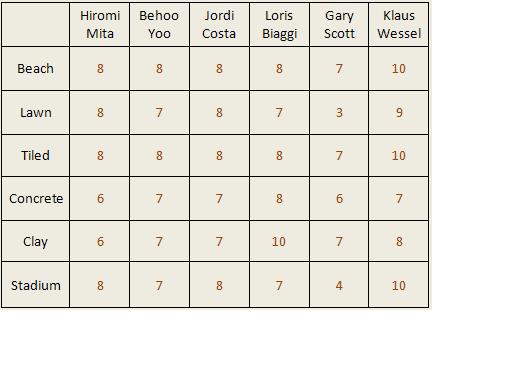 Hiromi Mita Behoo Yoo Jordi Costa Loris Biaggi Gary Scott Klaus Wessel
Beach 8 8 8 8 7 10
Lawn 8 7 8 7 3 9
Tiled 8 8 8 8 7 10
Concrete 6 7 7 8 6 7
Clay 6 7 7 10 7 8
Stadium 8 7 8 7 4 10